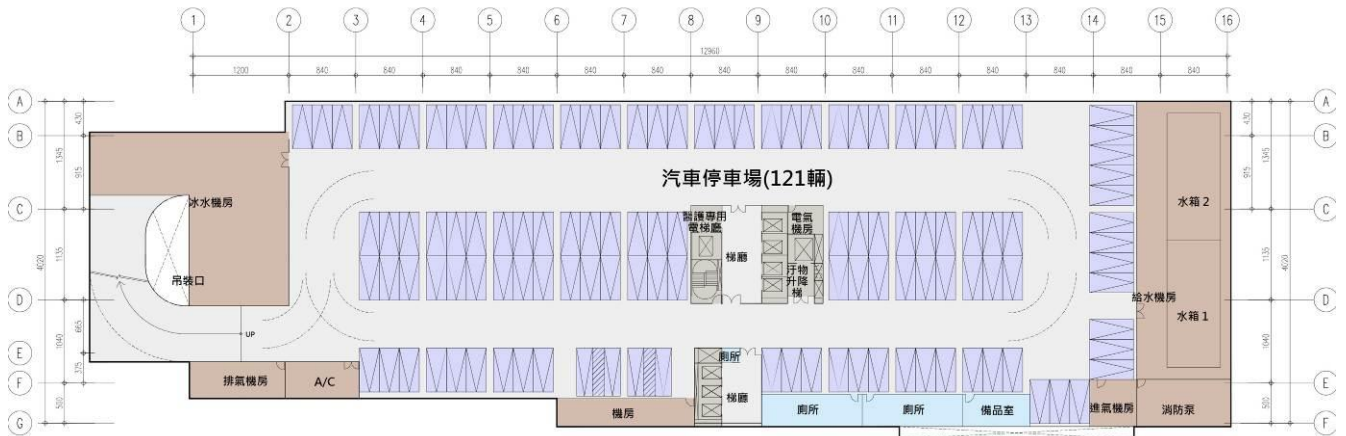 1 2 3 4 5 6 7 8 9 10 11 12 13 14 15 16
12960
1200 840 840 840 840 840 840 840 840 840 840 840 840 840 840
A
B
C
D
E
F
G
4020
1345
1135
1040
500
430
915
665
375
汽車停車場(121輛)
冰水機房
吊裝口
UP
排氣機房
A/C
醫護專用
電梯廳
梯廳
電氣
機房
汙物
升降
梯
廁所
梯廳
機房
廁所
廁所
備品室
進氣機房
消防泵
給水機房
水箱 2
水箱 1
A
B
C
D
E
F
430
915
1345
1135
1040
500
4020